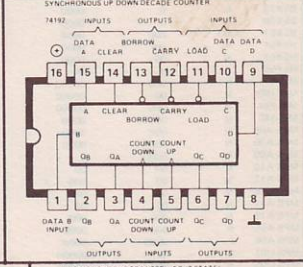 SYNCHRONOUS UP DOWN DECADE COUNTER
74192 INPUTS OUTPUTS INPUTS
DATA BORROW DATA DATA
A CLEAR CARRY LOAD C D
16 15 14 13 12 11 10 9
A CLEAR CARRY C
BORROW LOAD
B D
COUNT COUNT
DOWN UP
QB QA QC QD
1 2 3 4 5 6 7 8
DATA B QB QA COUNT COUNT QC QD
INPUT DOWN UP
OUTPUTS INPUTS OUTPUTS